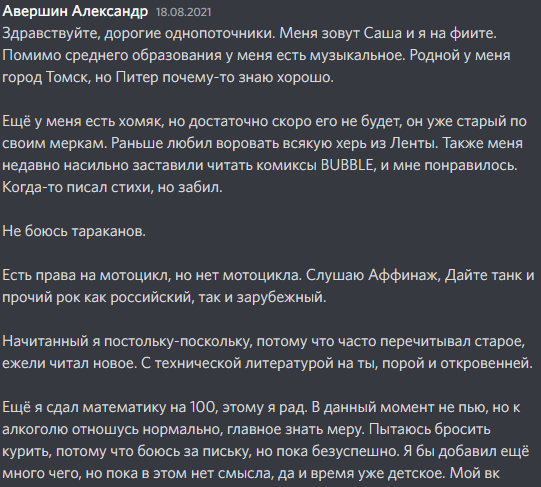 Авершин Александр 18.08.2021
Здравствуйте, дорогие однопоточники. Меня зовут Саша и я на фиите.
Помимо среднего образования у меня есть музыкальное. Родной у меня
город Томск, но Питер почему-то знаю хорошо.
Ещё у меня есть хомяк, но достаточно скоро его не будет, он уже старый по
своим меркам. Раньше любил воровать всякую херь из Ленты. Также меня
недавно насильно заставили читать комиксы BUBBLE, и мне понравилось.
Когда-то писал стихи, но забил.
Не боюсь тараканов.
Есть права на мотоцикл, но нет мотоцикла. Слушаю Аффинаж, Дайте танк и
прочий рок как российский, так и зарубежный.
Начитанный я постольку-поскольку, потому что часто перечитывал старое,
ежели читал новое. С технической литературой на ты, порой и откровенней.
Ещё я сдал математику на 100, этому я рад. В данный момент не пью, но к
алкоголю отношусь нормально, главное знать меру. Пытаюсь бросить
курить, потому что боюсь за письку, но пока безуспешно. Я бы добавил ещё
много чего, но пока в этом нет смысла, да и время уже детское. Мой вк